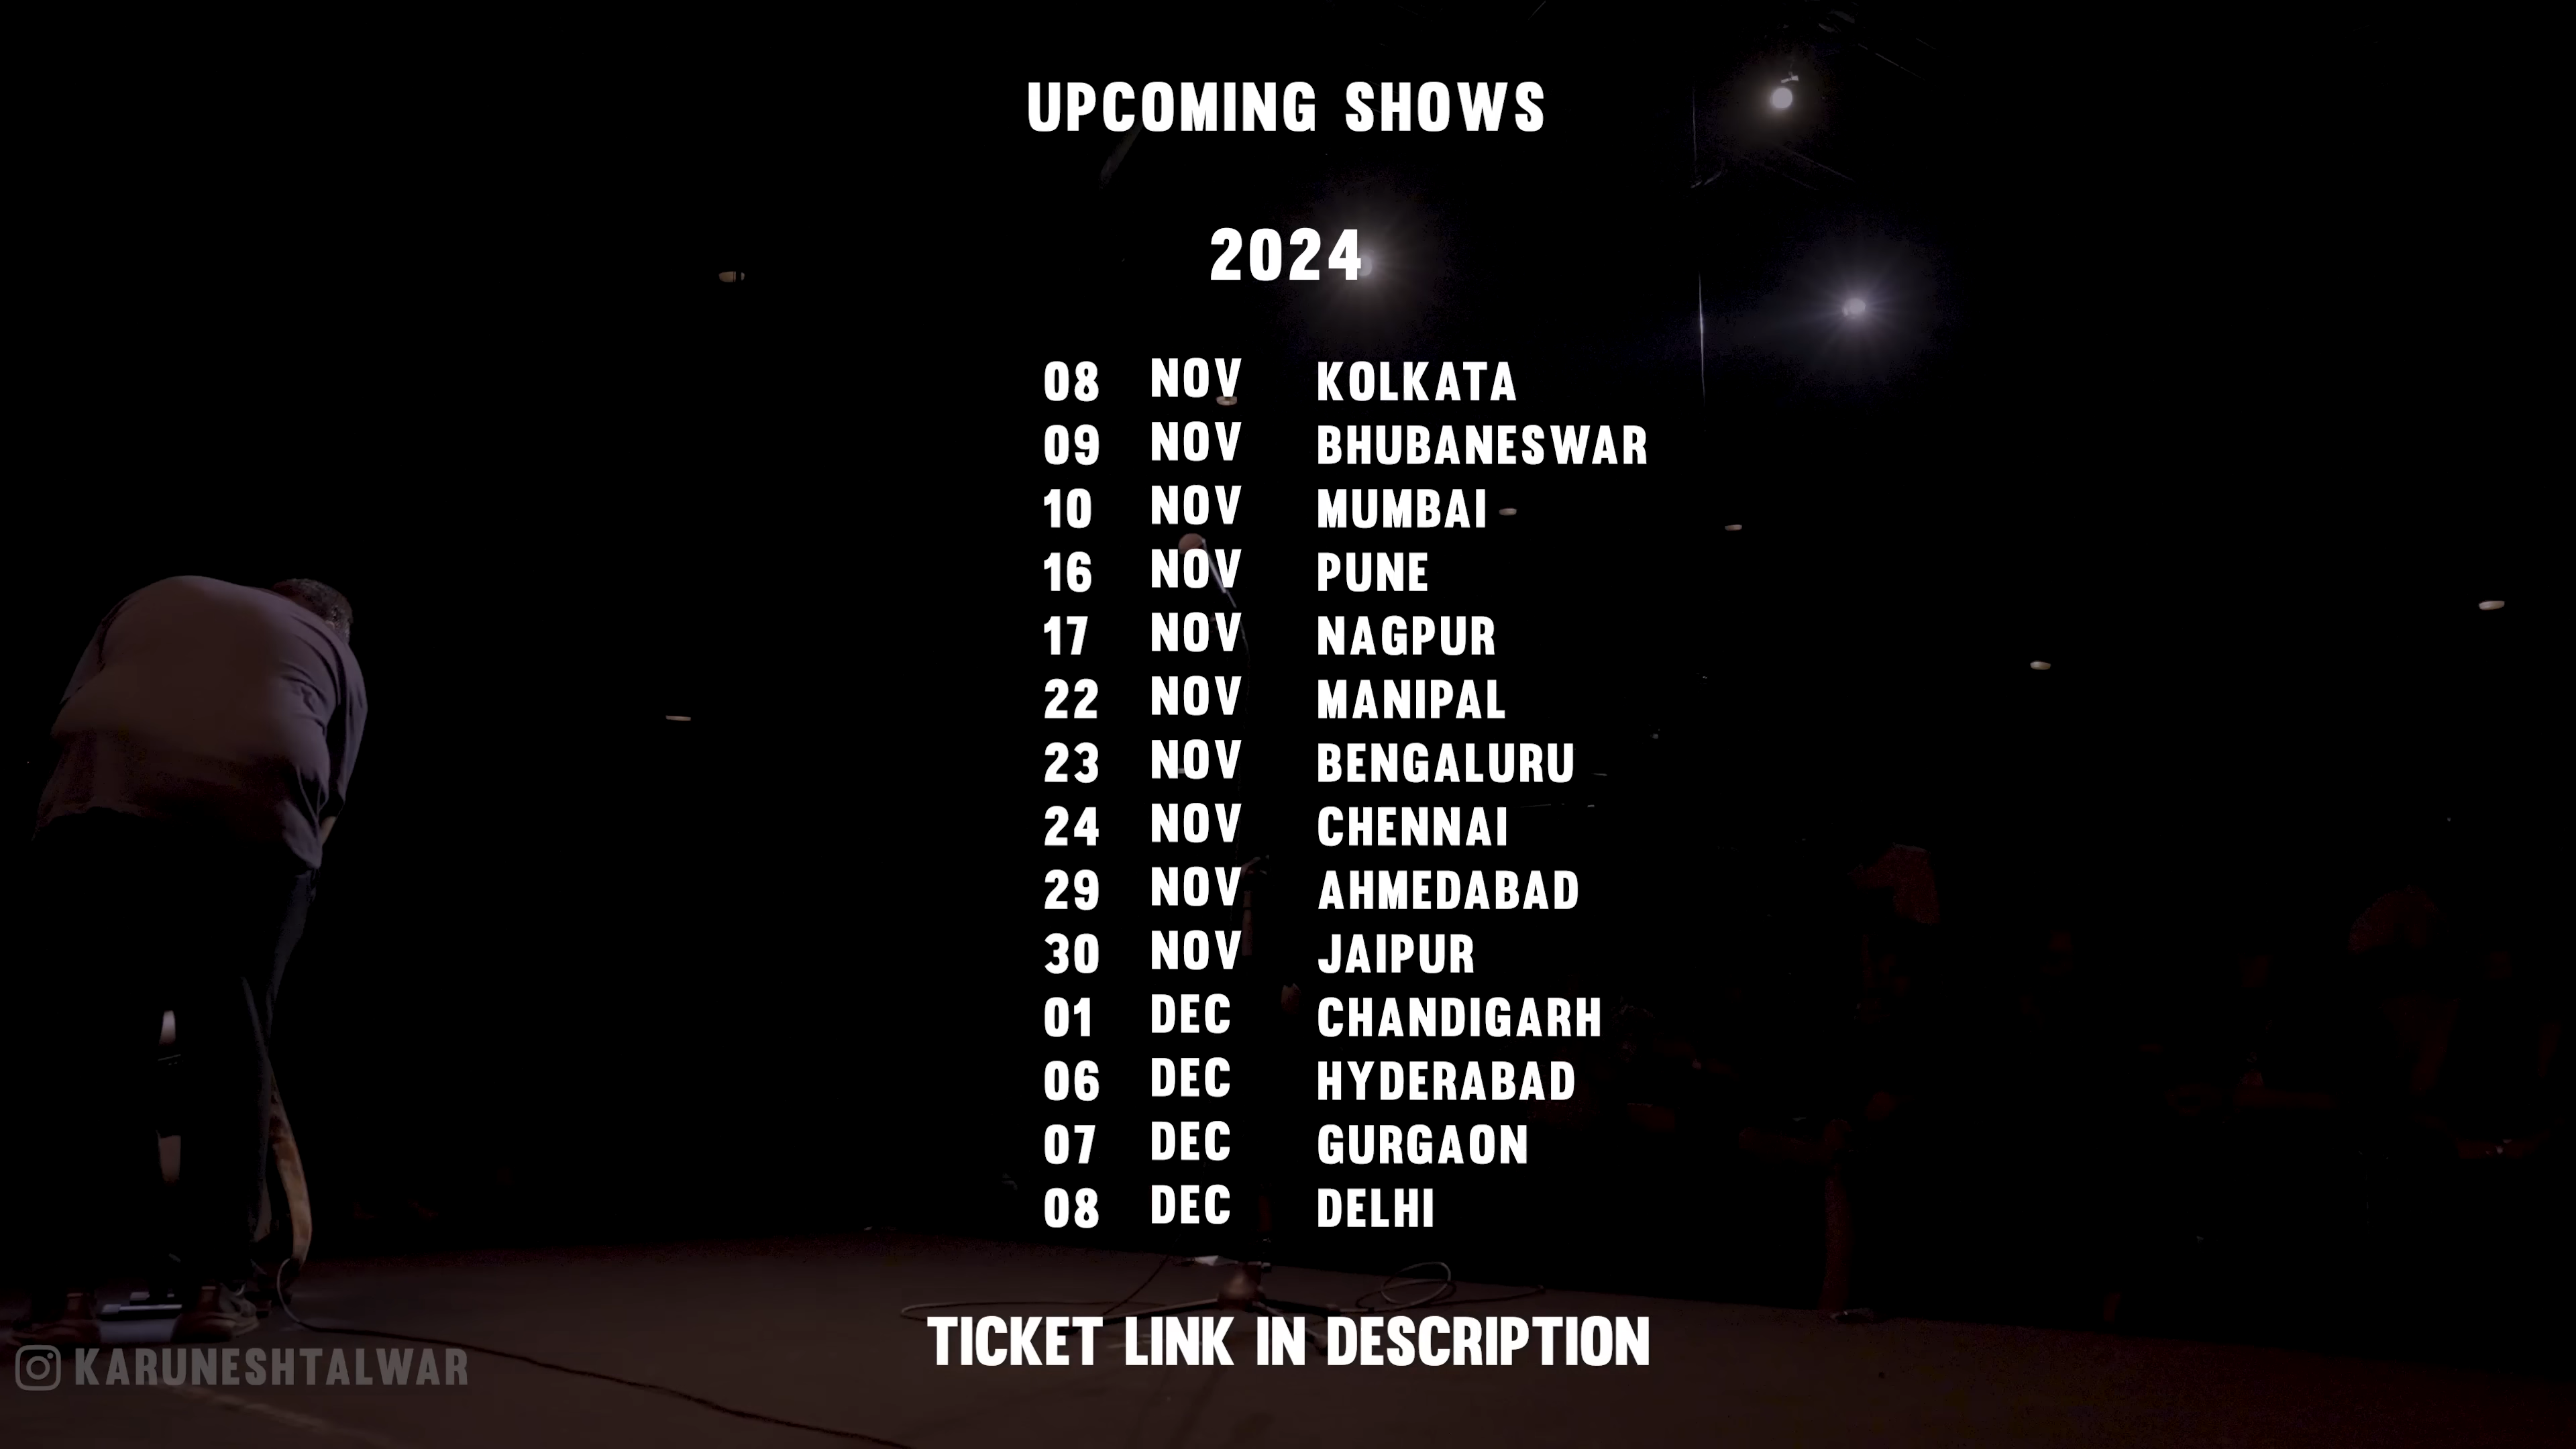 UPCOMING SHOWS
2024
08 NOV KOLKATA
09 NOV BHUBANESWAR
10 NOV MUMBAI
16 NOV PUNE
17 NOV NAGPUR
22 NOV MANIPAL
23 NOV BENGALURU
24 NOV CHENNAI
29 NOV AHMEDABAD
30 NOV JAIPUR
01 DEC CHANDIGARH
06 DEC HYDERABAD
07 DEC GURGAON
08 DEC DELHI
TICKET LINK IN DESCRIPTION
KARUNESHTALWAR